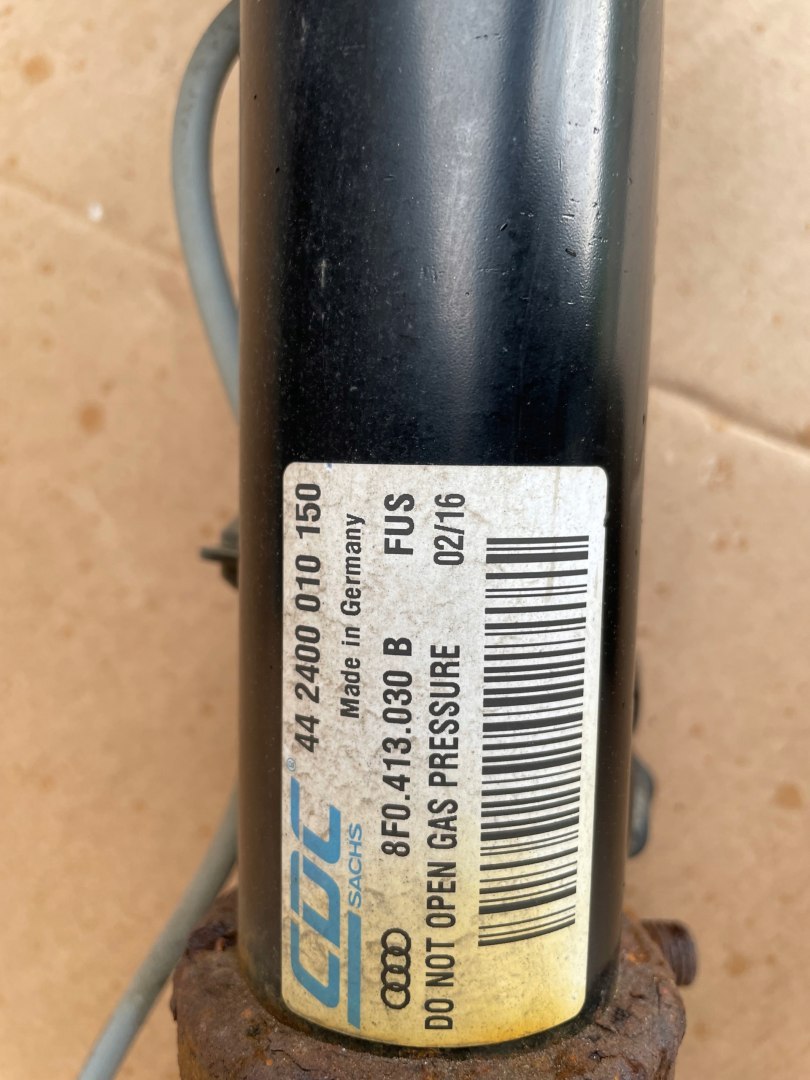 CDC® 44 2400 010 150
SACHS Made in Germany
8F0.413.030 B FUS
DO NOT OPEN GAS PRESSURE 02/16